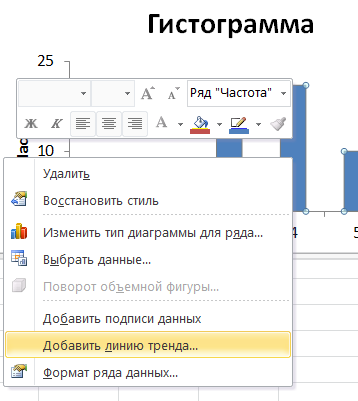 Гистограмма
25
Ряд "Частота"
Ж К A
10
Удалить
Восстановить стиль
Изменить тип диаграммы для ряда...
4
5
Выбрать данные...
Поворот объемной фигуры...
Добавить подписи данных
Добавить линию тренда...
Формат ряда данных...